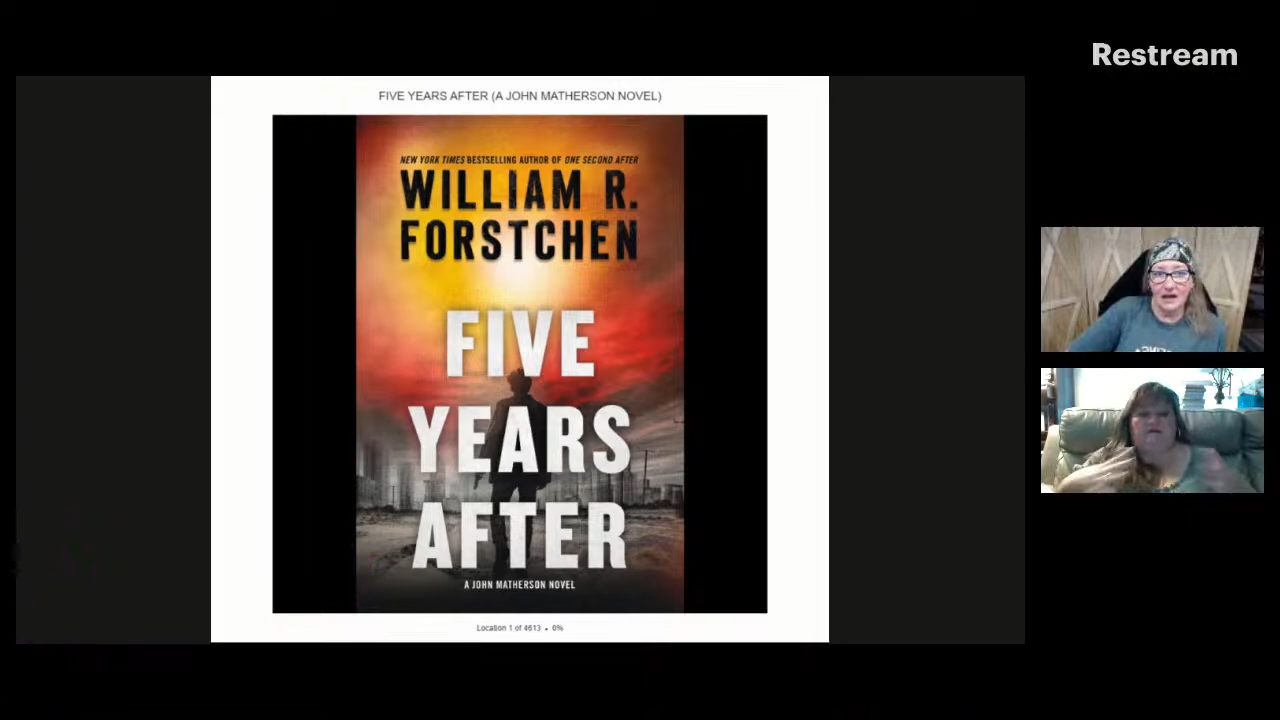 Restream
FIVE YEARS AFTER (A JOHN MATHERSON NOVEL)
NEW YORK TIMES BESTSELLING AUTHOR OF ONE SECOND AFTER
WILLIAM R.
FORSTCHEN
FIVE
YEARS
AFTER
A JOHN MATHERSON NOVEL
Location 1 of 4613 • 0%